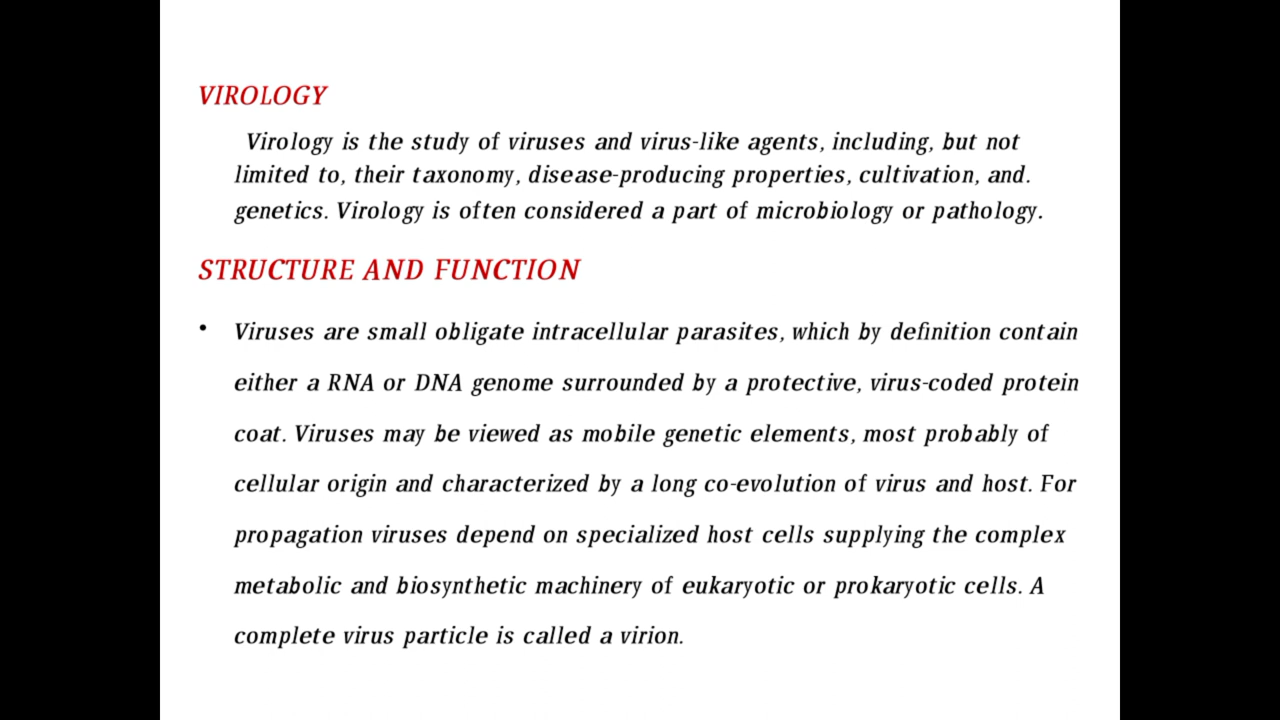 VIROLOGY
Virology is the study of viruses and virus-like agents, including, but not
limited to, their taxonomy, disease-producing properties, cultivation, and.
genetics. Virology is often considered a part of microbiology or pathology.
STRUCTURE AND FUNCTION
• Viruses are small obligate intracellular parasites, which by definition contain
either a RNA or DNA genome surrounded by a protective, virus-coded protein
coat. Viruses may be viewed as mobile genetic elements, most probably of
cellular origin and characterized by a long co-evolution of virus and host. For
propagation viruses depend on specialized host cells supplying the complex
metabolic and biosynthetic machinery of eukaryotic or prokaryotic cells. A
complete virus particle is called a virion.